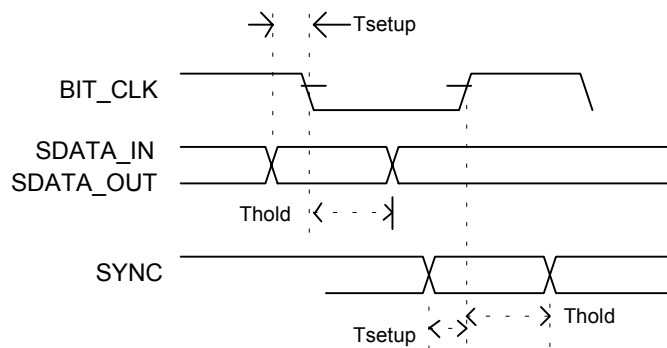 Tsetup
BIT_CLK
SDATA_IN
SDATA_OUT
Thold
SYNC
Thold
Tsetup